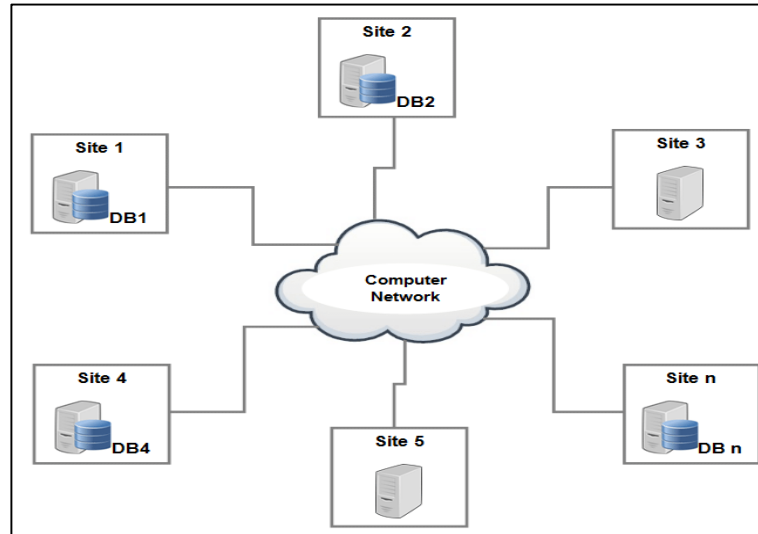 Site 2
DB2
Site 1
DB1
Site 3
Computer
Network
Site 4
DB4
Site 5
Site n
DB n